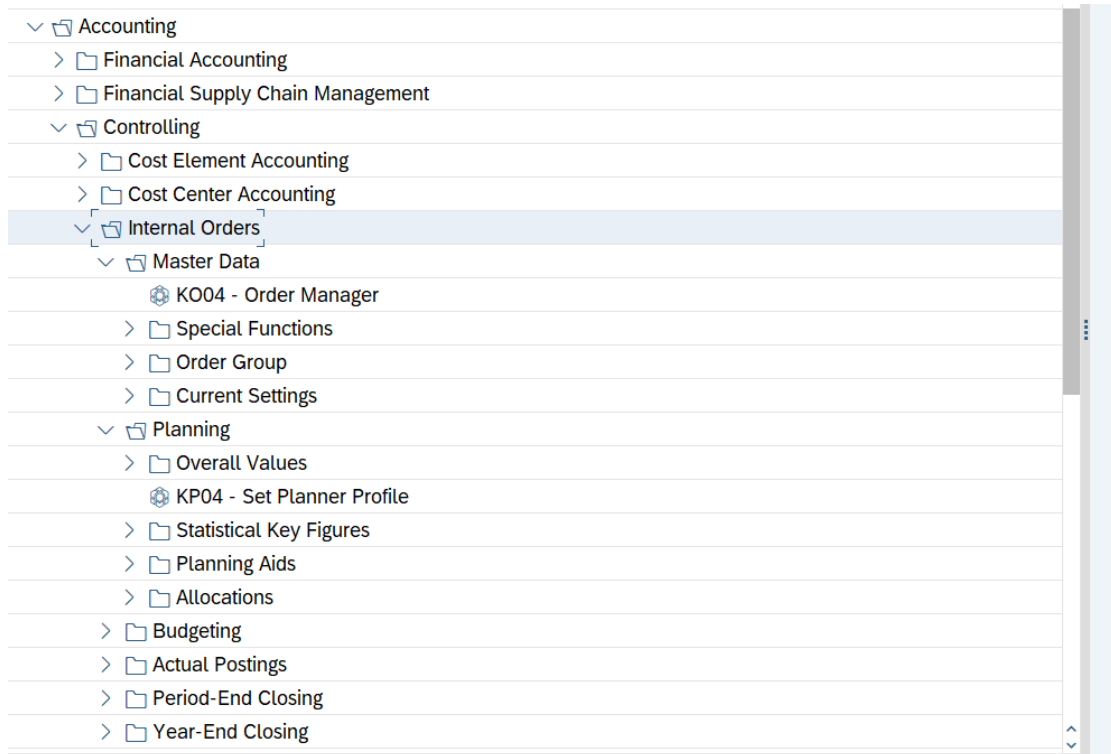 Accounting
Financial Accounting
Financial Supply Chain Management
Controlling
Cost Element Accounting
Cost Center Accounting
Internal Orders
Master Data
KO04 - Order Manager
Special Functions
Order Group
Current Settings
Planning
Overall Values
KP04 - Set Planner Profile
Statistical Key Figures
Planning Aids
Allocations
Budgeting
Actual Postings
Period-End Closing
Year-End Closing